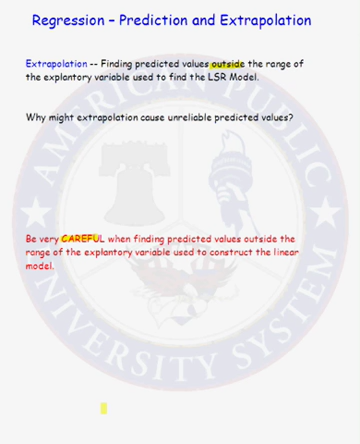 Regression – Prediction and Extrapolation
Extrapolation -- Finding predicted values outside the range of
the explantory variable used to find the LSR Model.
Why might extrapolation cause unreliable predicted values?
Be very CAREFUL when finding predicted values outside the
range of the explantory variable used to construct the linear
model.
AMERICAN PUBLIC
UNIVERSITY SYSTEM